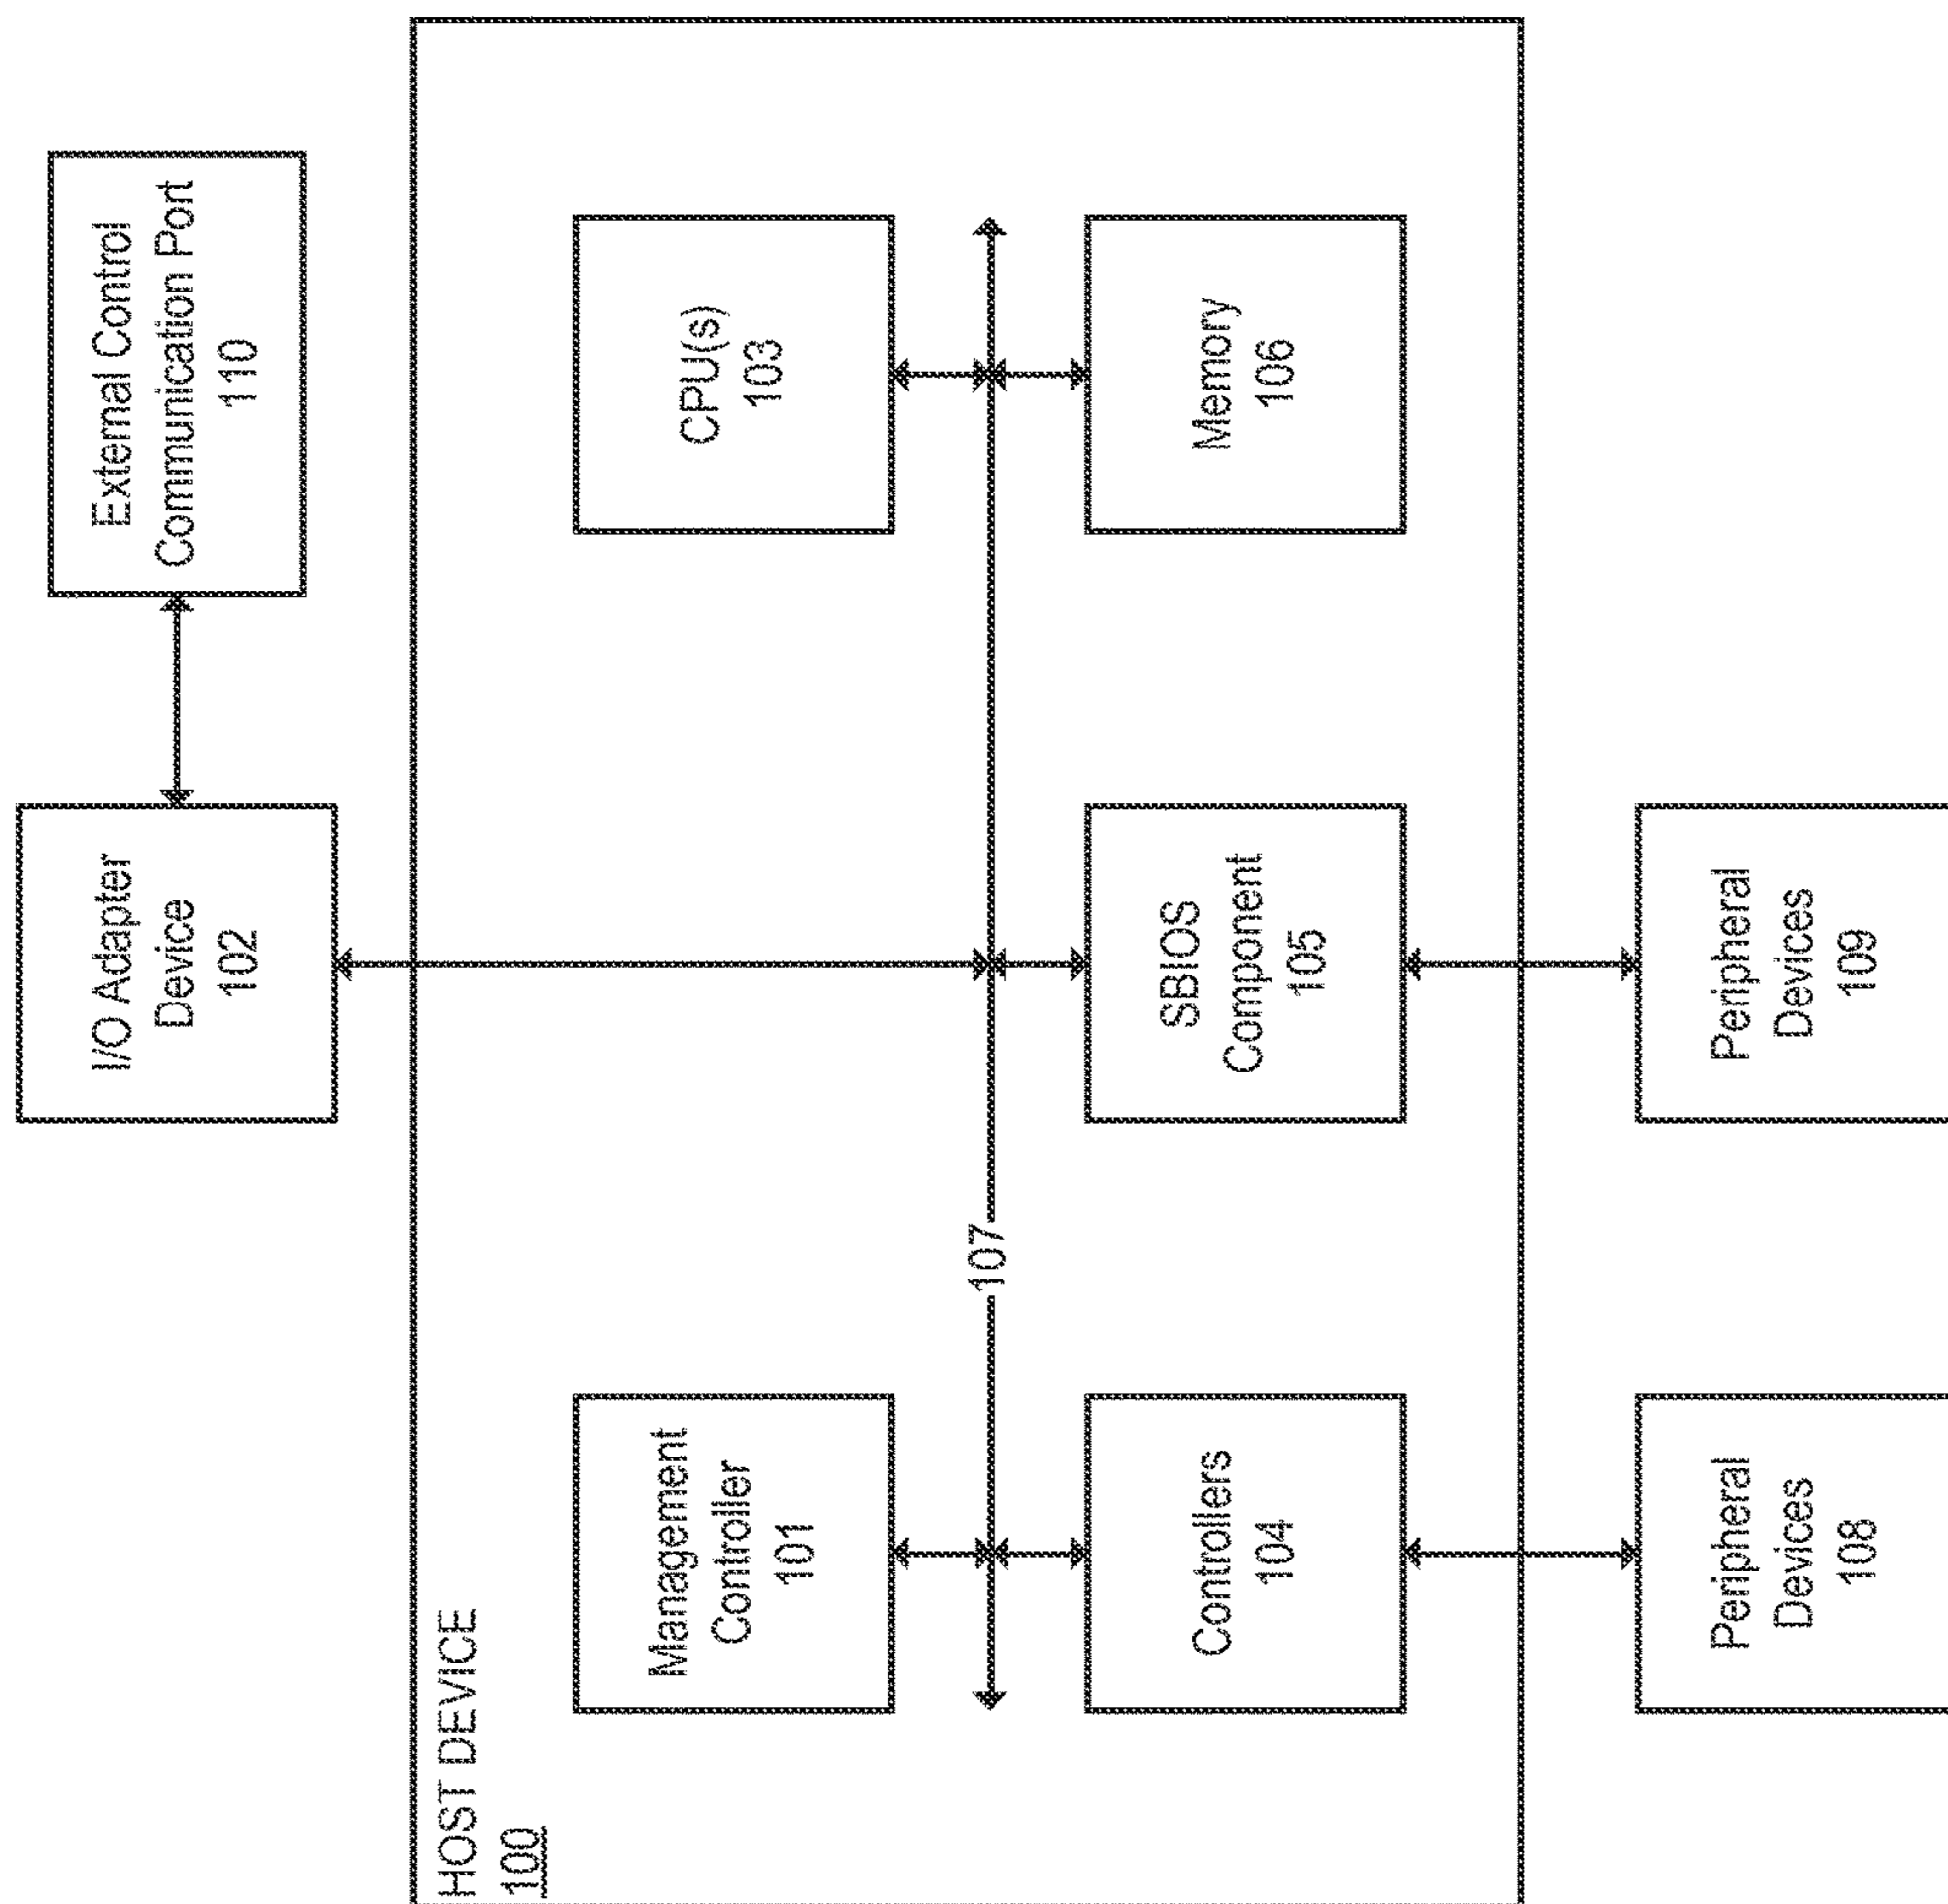 I/O Adapter
Device
102
External Control
Communication Port
110
HOST DEVICE
100
Management
Controller
101
CPU(s)
103
107
Controllers
104
SBIOS
Component
105
Memory
106
Peripheral
Devices
108
Peripheral
Devices
109